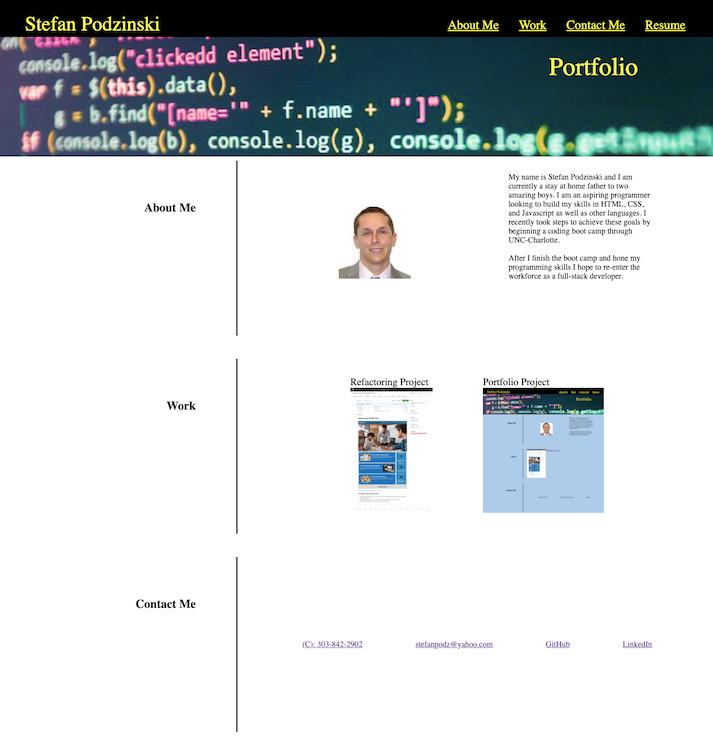 Stefan Podzinski
About Me Work Contact Me Resume
console.log("clickedd element");
var f = $(this).data(),
g = b.find("[name='" + f.name + "']");
if (console.log(b), console.log(g), console.log(g.getInput
Portfolio
About Me
My name is Stefan Podzinski and I am
currently a stay at home father to two
amazing boys. I am an aspiring programmer
looking to build my skills in HTML, CSS,
and Javascript as well as other languages. I
recently took steps to achieve these goals by
beginning a coding boot camp through
UNC-Charlotte.
After I finish the boot camp and hone my
programming skills I hope to re-enter the
workforce as a full-stack developer.
Work
Refactoring Project
Portfolio Project
Contact Me
(C): 303-842-2902
stefanpodz@yahoo.com
GitHub
LinkedIn